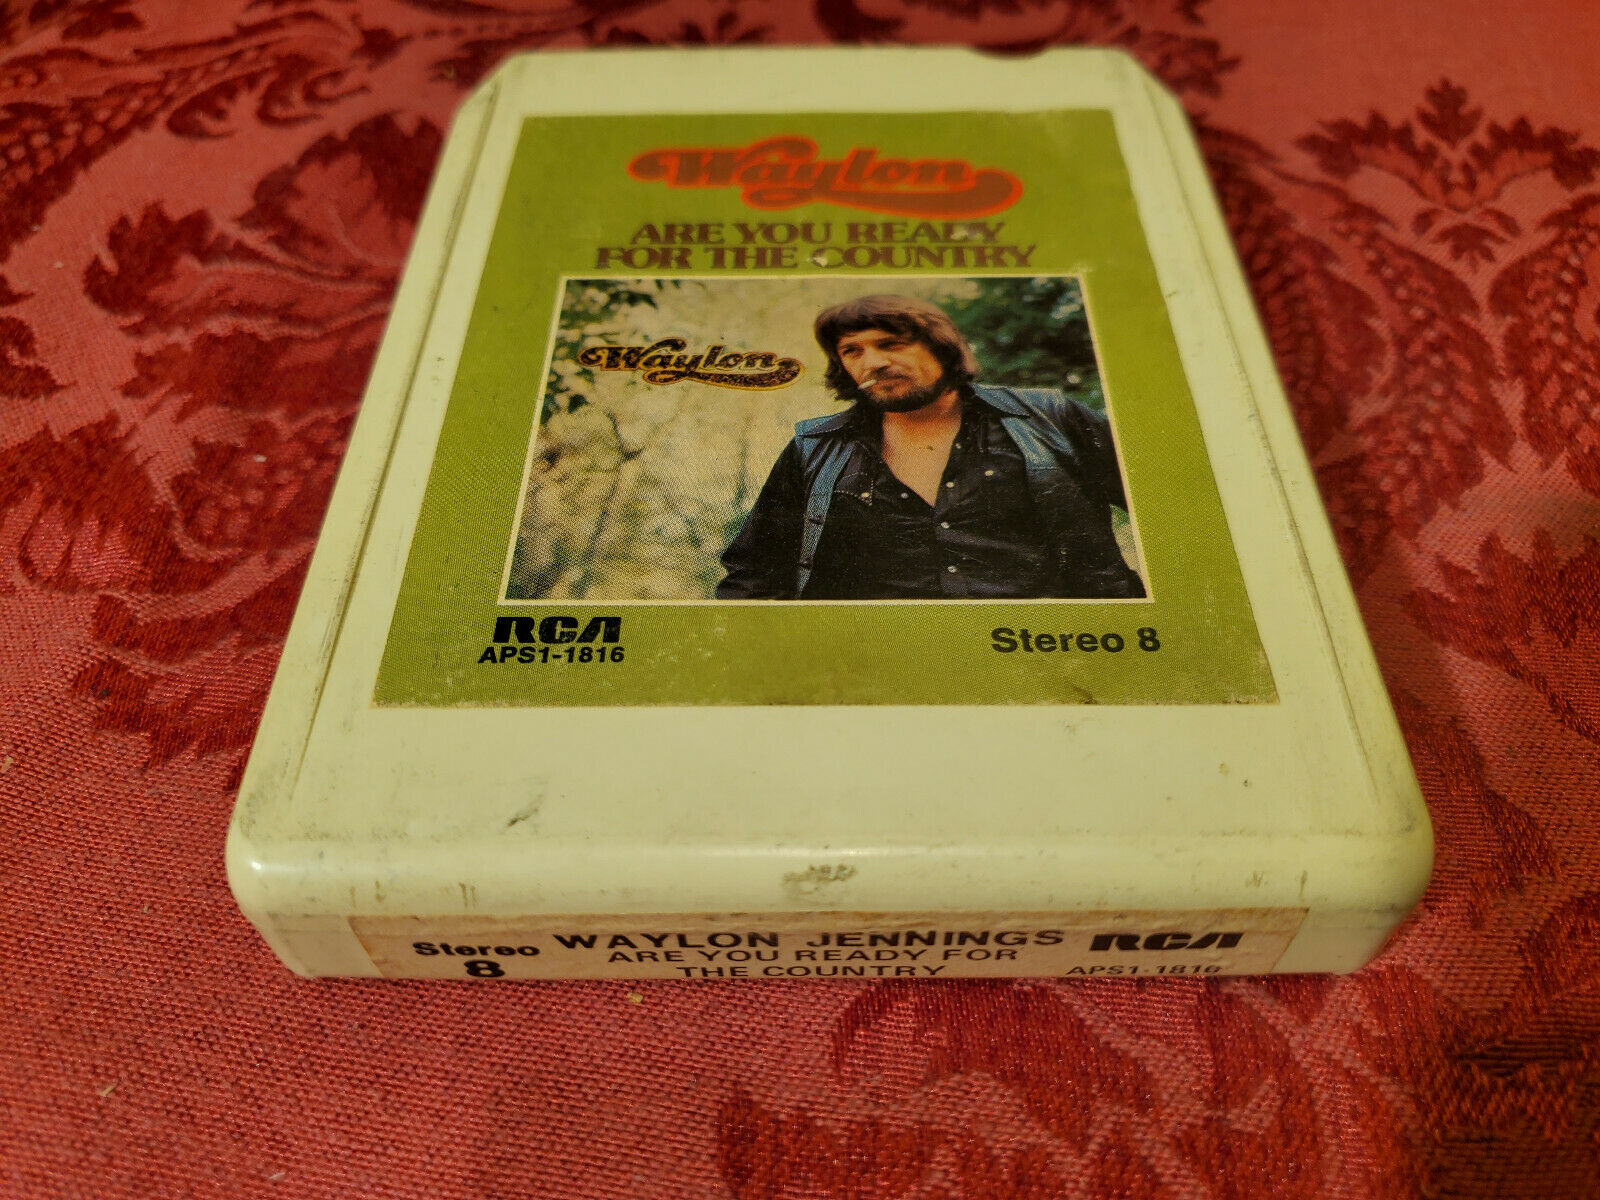 Waylon
ARE YOU READY
FOR THE COUNTRY
Waylon
RCA
APS1-1816
Stereo 8
Stereo
8
WAYLON JENNINGS
ARE YOU READY FOR
THE COUNTRY
RCA
APS1-1816